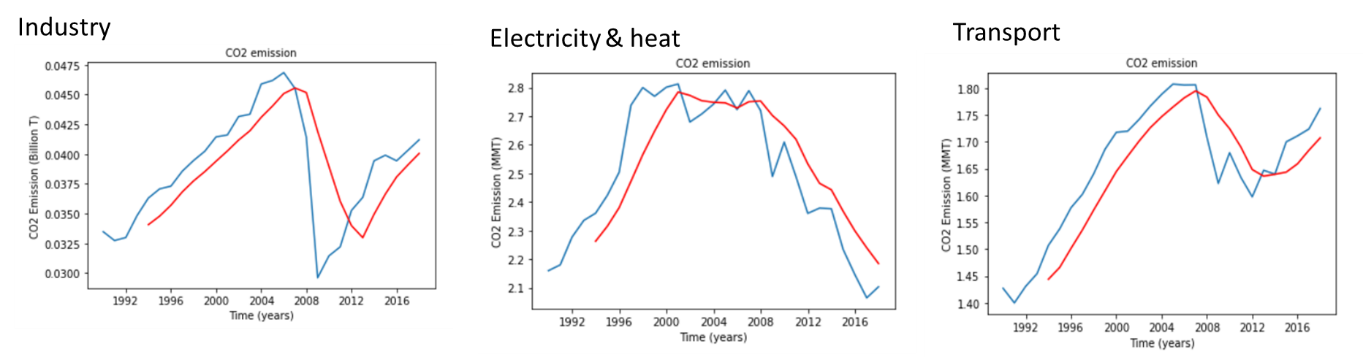 Industry
CO2 emission
CO2 Emission (Billion T)
0.0475
0.0450
0.0425
0.0400
0.0375
0.0350
0.0325
0.0300
1992 1996 2000 2004 2008 2012 2016
Time (years)
Electricity & heat
CO2 emission
CO2 Emission (MMT)
2.8
2.7
2.6
2.5
2.4
2.3
2.2
2.1
1992 1996 2000 2004 2008 2012 2016
Time (years)
Transport
CO2 emission
CO2 Emission (MMT)
1.80
1.75
1.70
1.65
1.60
1.55
1.50
1.45
1.40
1992 1996 2000 2004 2008 2012 2016
Time (years)